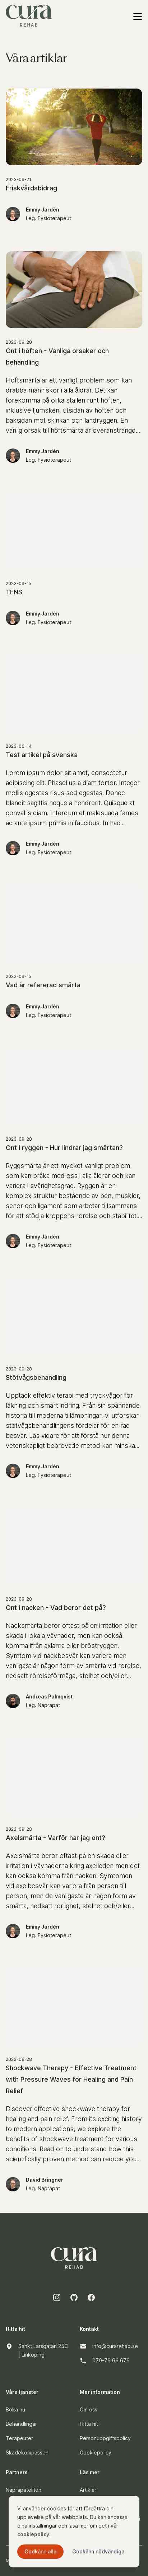 cura
REHAB
Våra artiklar
2023-09-21
Friskvårdsbidrag
Emmy Jardén
Leg. Fysioterapeut
2023-09-28
Ont i höften - Vanliga orsaker och
behandling
Höftsmärta är ett vanligt problem som kan
drabba människor i alla åldrar. Det kan
förekomma på olika ställen runt höften,
inklusive ljumsken, utsidan av höften och
baksidan mot skinkan och ländryggen. En
vanlig orsak till höftsmärta är överansträngd...
Emmy Jardén
Leg. Fysioterapeut
2023-09-15
TENS
Emmy Jardén
Leg. Fysioterapeut
2023-06-14
Test artikel på svenska
Lorem ipsum dolor sit amet, consectetur
adipiscing elit. Phasellus a diam tortor. Integer
mollis egestas risus sed egestas. Donec
blandit sagittis neque a hendrerit. Quisque at
convallis diam. Interdum et malesuada fames
ac ante ipsum primis in faucibus. In hac...
Emmy Jardén
Leg. Fysioterapeut
2023-09-15
Vad är refererad smärta
Emmy Jardén
Leg. Fysioterapeut
2023-09-28
Ont i ryggen - Hur lindrar jag smärtan?
Ryggsmärta är ett mycket vanligt problem
som kan bråka med oss i alla åldrar och kan
variera i svårighetsgrad. Ryggen är en
komplex struktur bestående av ben, muskler,
senor och ligament som arbetar tillsammans
för att stödja kroppens rörelse och stabilitet....
Emmy Jardén
Leg. Fysioterapeut
2023-09-28
Stötvågsbehandling
Upptäck effektiv terapi med tryckvågor för
läkning och smärtlindring! Från sin spännande
historia till moderna tillämpningar, vi utforskar
stötvågsbehandlingens fördelar för en rad
besvär. Läs vidare för att förstå hur denna
vetenskapligt beprövade metod kan minska...
Emmy Jardén
Leg. Fysioterapeut
2023-09-28
Ont i nacken - Vad beror det på?
Nacksmärta beror oftast på en irritation eller
skada i lokala vävnader, men kan också
komma från axlarna eller bröstryggen.
Symtom vid nackbesvär kan variera men
vanligast är någon form av smärta vid rörelse,
nedsatt rörelseförmåga, stelhet och/eller...
Andreas Palmqvist
Leg. Naprapat
2023-09-28
Axelsmärta - Varför har jag ont?
Axelsmärta beror oftast på en skada eller
irritation i vävnaderna kring axelleden men det
kan också komma från nacken. Symtomen
vid axelbesvär kan variera från person till
person, men de vanligaste är någon form av
smärta, nedsatt rörlighet, stelhet och/eller...
Emmy Jardén
Leg. Fysioterapeut
2023-09-28
Shockwave Therapy - Effective Treatment
with Pressure Waves for Healing and Pain
Relief
Discover effective shockwave therapy for
healing and pain relief. From its exciting history
to modern applications, we explore the
benefits of shockwave treatment for various
conditions. Read on to understand how this
scientifically proven method can reduce you...
David Bringner
Leg. Naprapat
cura
REHAB
Hitta hit
Kontakt
Sankt Larsgatan 25C
| Linköping
info@curarehab.se
070-76 66 676
Våra tjänster
Mer information
Boka nu
Om oss
Behandlingar
Hitta hit
Terapeuter
Personuppgiftspolicy
Skadekompassen
Cookiepolicy
Partners
Läs mer
Naprapateliten
Artiklar
Vi använder cookies för att förbättra din
upplevelse på vår webbplats. Du kan anpassa
dina inställningar och läsa mer om det i vår
cookiepolicy.
Godkänn alla
Godkänn nödvändiga